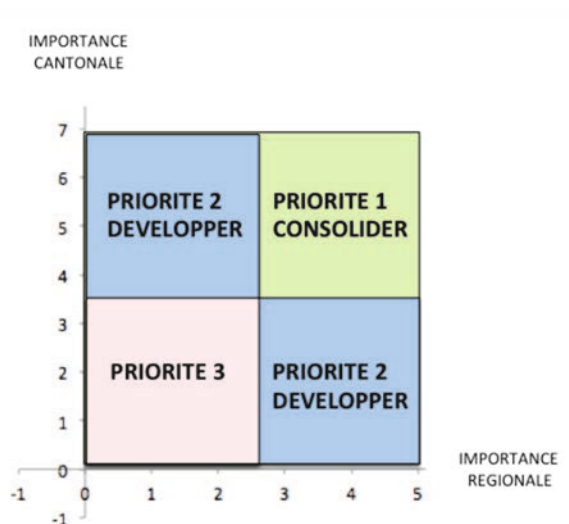 IMPORTANCE
CANTONALE
7
6
5
4
3
2
1
0
-1
PRIORITE 2
DEVELOPPER
PRIORITE 1
CONSOLIDER
PRIORITE 3
PRIORITE 2
DEVELOPPER
-1 0 1 2 3 4 5
IMPORTANCE
REGIONALE